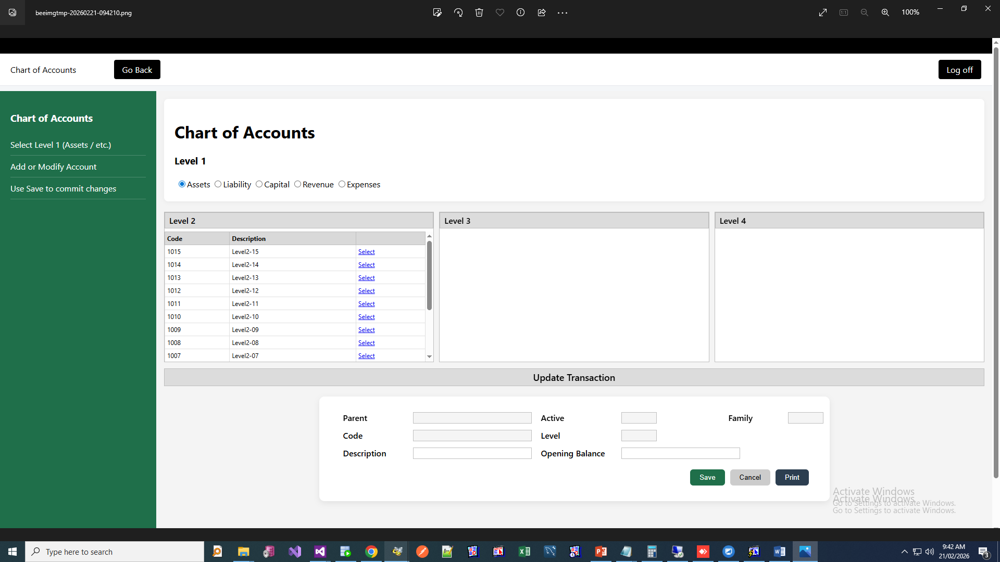 beeimgtmp-20260221-094210.png
100%
Chart of Accounts
Go Back
Log off
Chart of Accounts
Select Level 1 (Assets / etc.)
Add or Modify Account
Use Save to commit changes
Chart of Accounts
Level 1
Assets Liability Capital Revenue Expenses
Level 2
Code Description
1015 Level2-15 Select
1014 Level2-14 Select
1013 Level2-13 Select
1012 Level2-12 Select
1011 Level2-11 Select
1010 Level2-10 Select
1009 Level2-09 Select
1008 Level2-08 Select
1007 Level2-07 Select
Level 3
Level 4
Update Transaction
Parent Active Family
Code Level
Description Opening Balance
Save Cancel Print
Activate Windows
Activate Windows
Go to Settings to activate Windows.
Go to Settings to activate Windows.
Type here to search
9:42 AM
21/02/2026
3